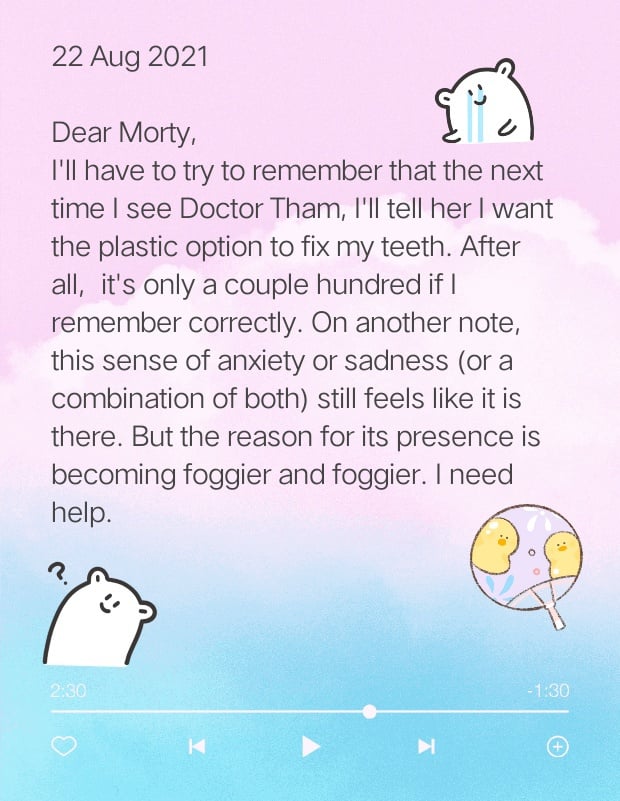 22 Aug 2021
Dear Morty,
I'll have to try to remember that the next
time I see Doctor Tham, I'll tell her I want
the plastic option to fix my teeth. After
all,  it's only a couple hundred if I
remember correctly. On another note,
this sense of anxiety or sadness (or a
combination of both) still feels like it is
there. But the reason for its presence is
becoming foggier and foggier. I need
help.
?
2:30 -1:30